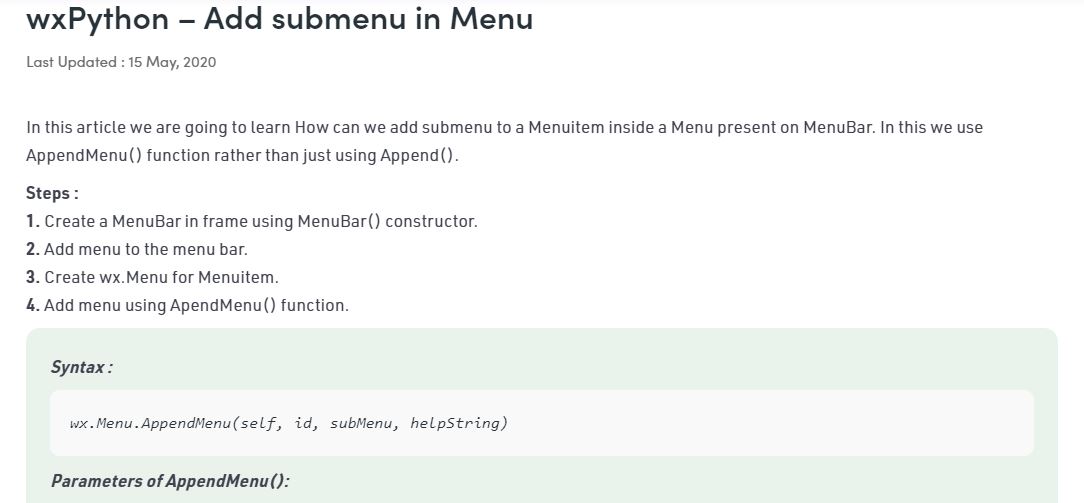 wxPython – Add submenu in Menu
Last Updated : 15 May, 2020
In this article we are going to learn How can we add submenu to a Menuitem inside a Menu present on MenuBar. In this we use
AppendMenu() function rather than just using Append().
Steps :
1. Create a MenuBar in frame using MenuBar() constructor.
2. Add menu to the menu bar.
3. Create wx.Menu for Menuitem.
4. Add menu using ApendMenu() function.
Syntax :
wx.Menu.AppendMenu(self, id, subMenu, helpString)
Parameters of AppendMenu():